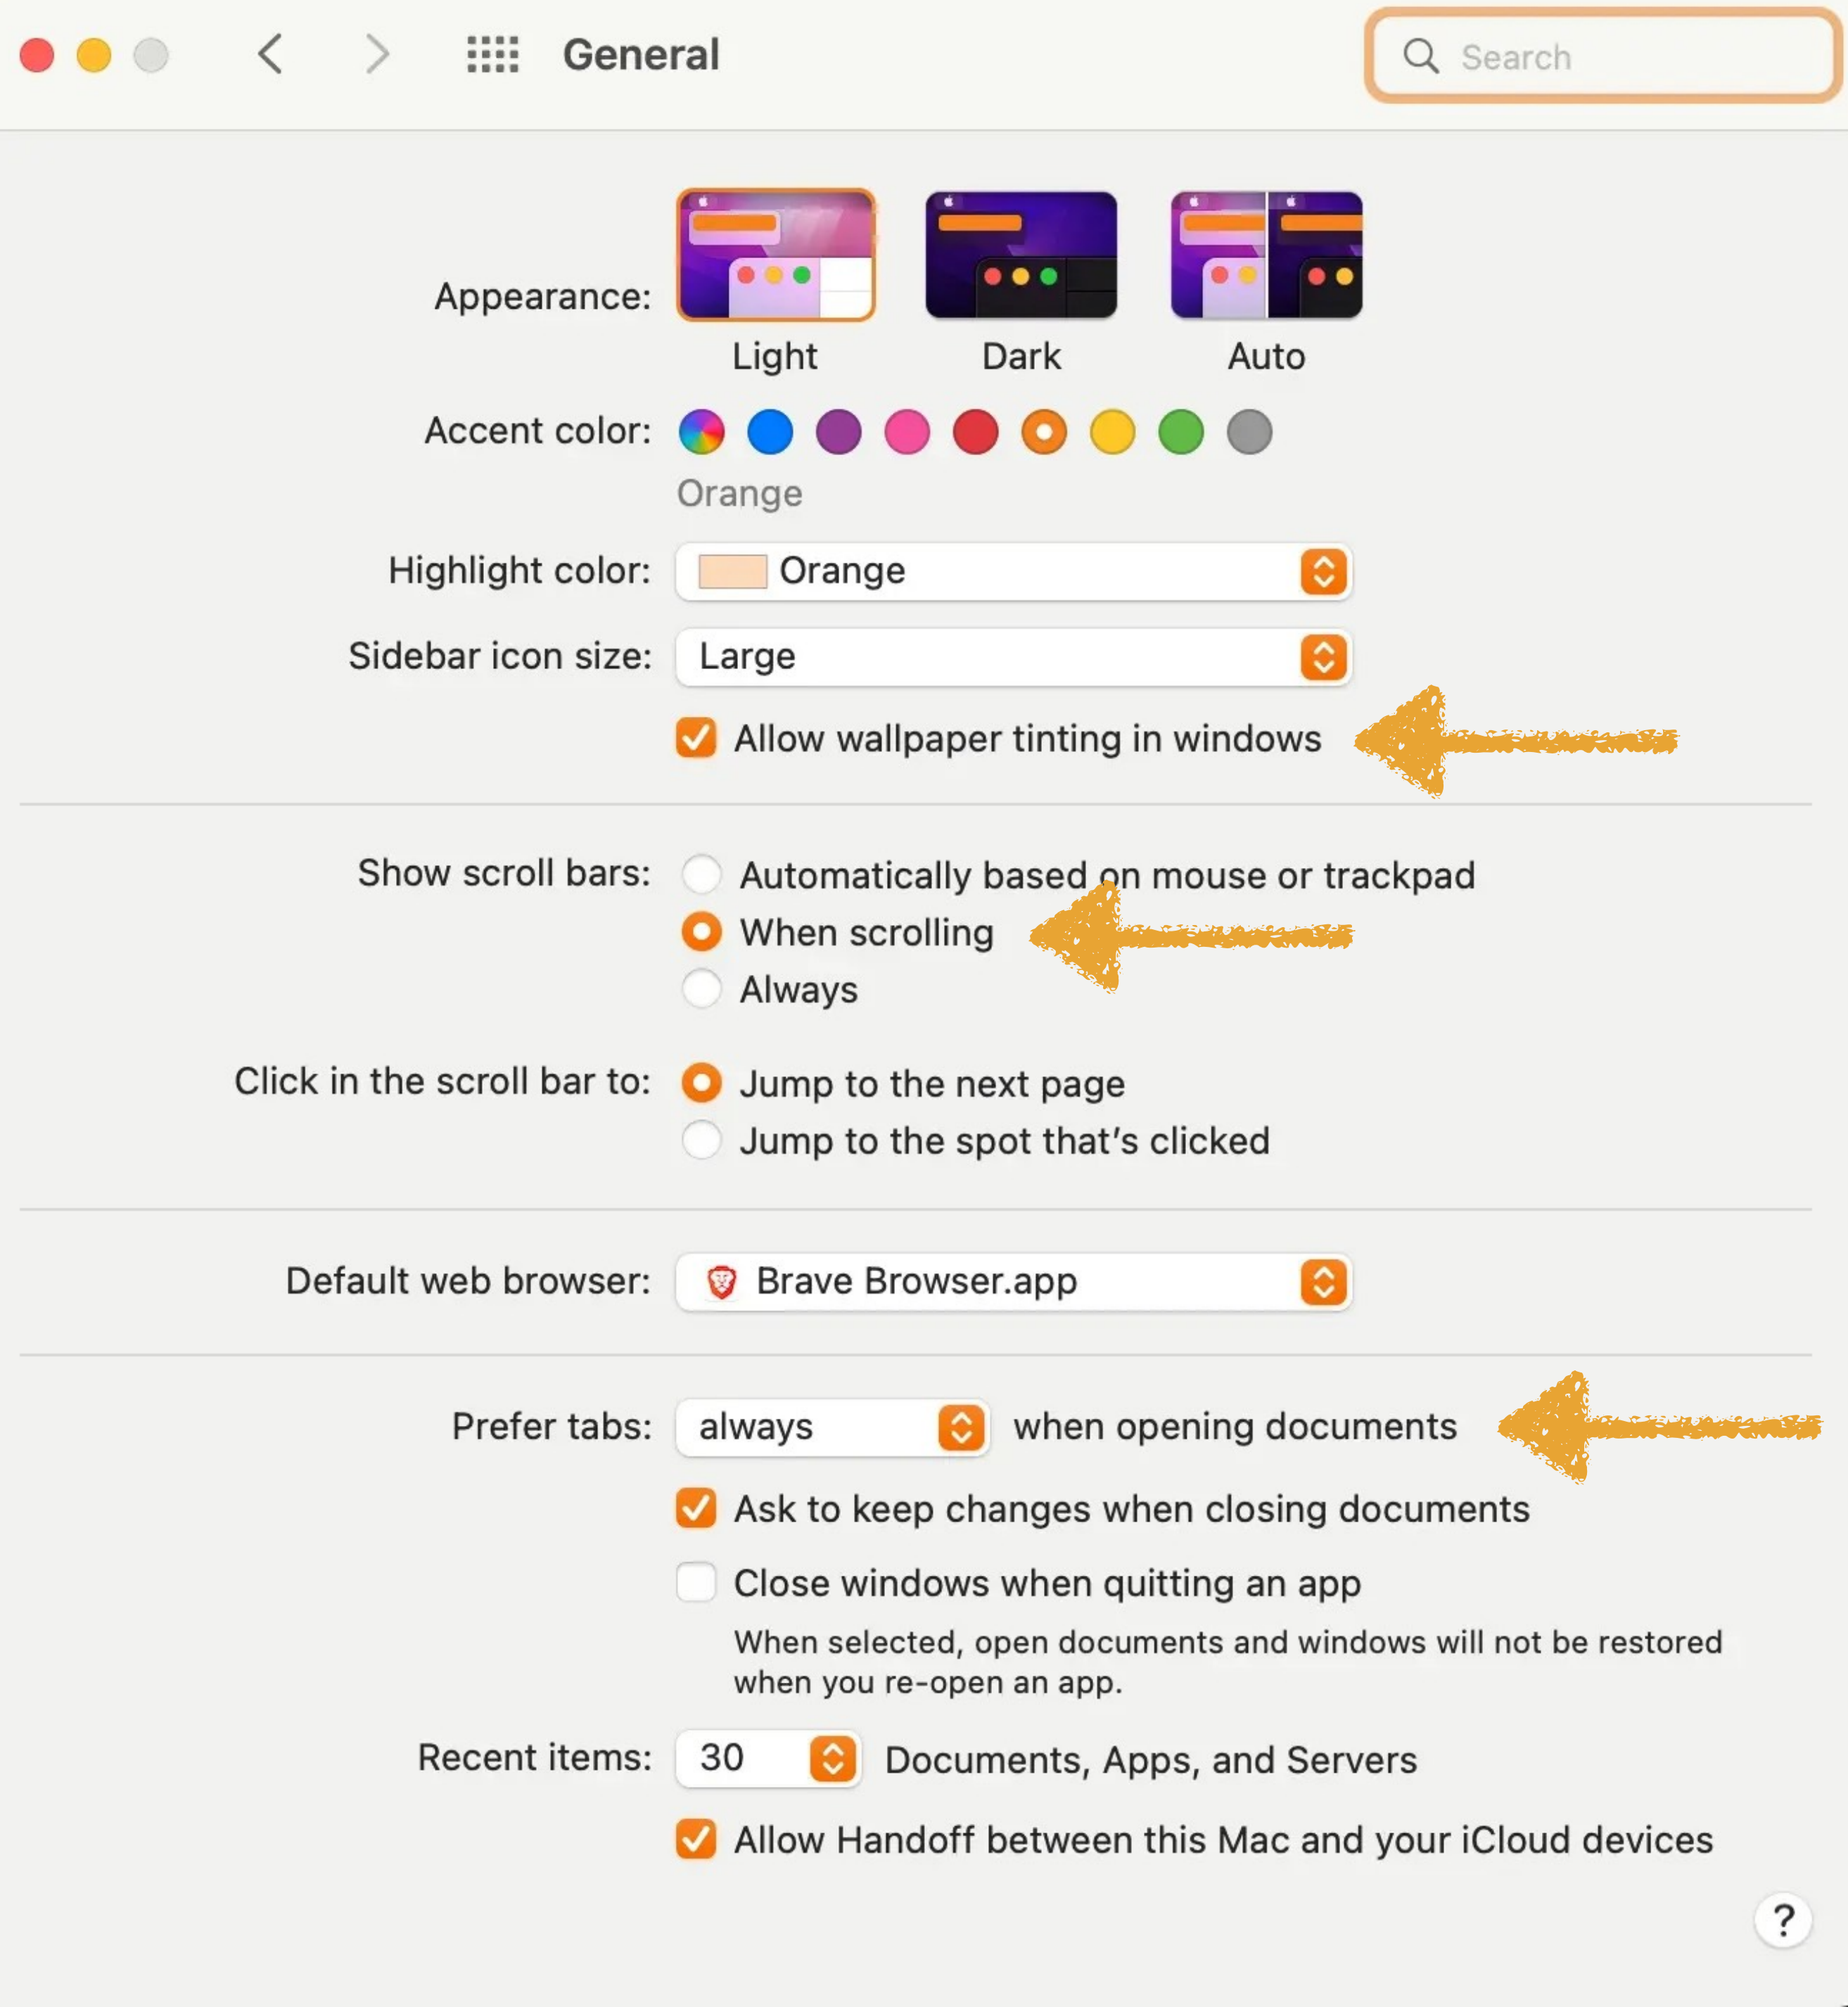 General
Search
Appearance:
Light
Dark
Auto
Accent color:
Orange
Highlight color: Orange
Sidebar icon size: Large
Allow wallpaper tinting in windows
Show scroll bars: Automatically based on mouse or trackpad
When scrolling
Always
Click in the scroll bar to: Jump to the next page
Jump to the spot that's clicked
Default web browser: Brave Browser.app
Prefer tabs: always when opening documents
Ask to keep changes when closing documents
Close windows when quitting an app
When selected, open documents and windows will not be restored
when you re-open an app.
Recent items: 30 Documents, Apps, and Servers
Allow Handoff between this Mac and your iCloud devices
?